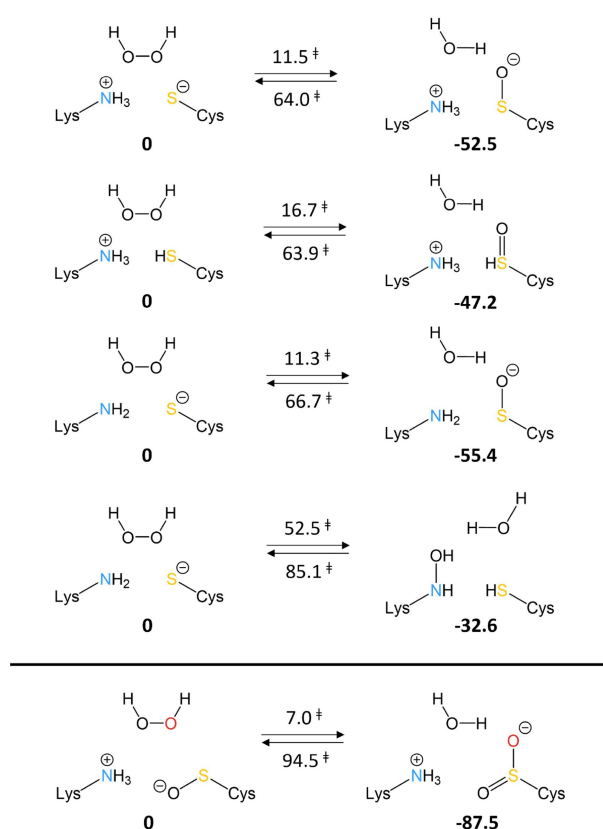 H H
O—O
11.5 ‡
64.0 ‡
H
O—H
O ⊖
⊕
Lys NH3 S ⊖ Cys
⊕
Lys NH3 S Cys
0
-52.5
H H
O—O
16.7 ‡
63.9 ‡
H
O—H
O
⊕
Lys NH3 HS Cys
⊕
Lys NH3 HS Cys
0
-47.2
H H
O—O
11.3 ‡
66.7 ‡
H
O—H
O ⊖
Lys NH2 S ⊖ Cys
Lys NH2 S Cys
0
-55.4
H H
O—O
52.5 ‡
85.1 ‡
H
H—O
OH
Lys NH2 S ⊖ Cys
Lys NH HS Cys
0
-32.6
H H
O—O
7.0 ‡
94.5 ‡
H
O—H
O ⊖
⊕
Lys NH3 ⊖ O S Cys
⊕
Lys NH3 O S Cys
0
-87.5